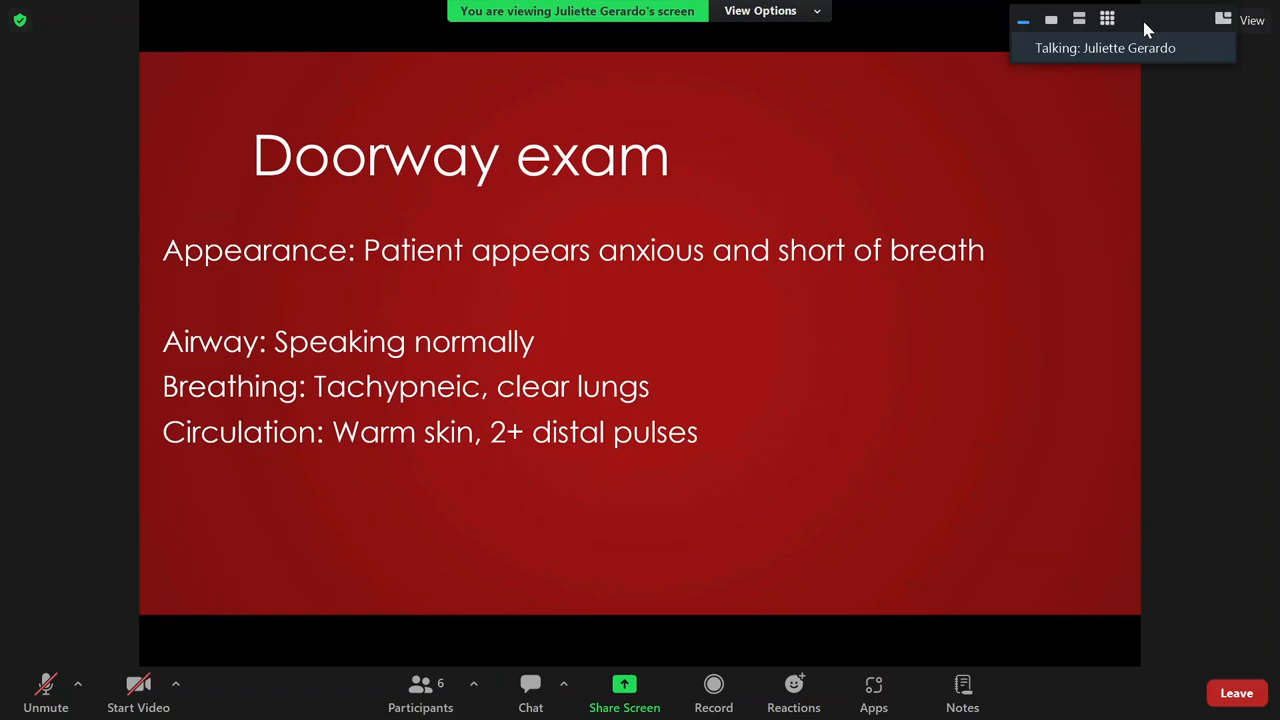 You are viewing Juliette Gerardo's screen
View Options
View
Talking: Juliette Gerardo
Doorway exam
Appearance: Patient appears anxious and short of breath
Airway: Speaking normally
Breathing: Tachypneic, clear lungs
Circulation: Warm skin, 2+ distal pulses
Unmute
Start Video
6
Participants
Chat
Share Screen
Record
Reactions
Apps
Notes
Leave